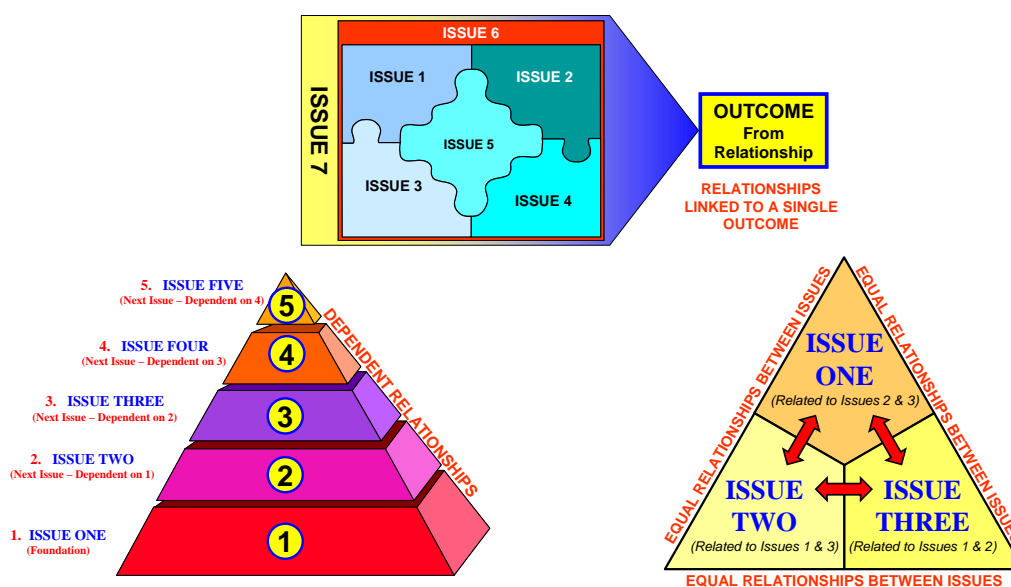 ISSUE 6
ISSUE 1
ISSUE 2
ISSUE 7
ISSUE 5
ISSUE 3
ISSUE 4
OUTCOME
From
Relationship
RELATIONSHIPS
LINKED TO A SINGLE
OUTCOME
5. ISSUE FIVE
(Next Issue – Dependent on 4)
5
4. ISSUE FOUR
(Next Issue – Dependent on 3)
4
3. ISSUE THREE
(Next Issue – Dependent on 2)
3
2. ISSUE TWO
(Next Issue – Dependent on 1)
2
1. ISSUE ONE
(Foundation)
1
DEPENDENT RELATIONSHIPS
EQUAL RELATIONSHIPS BETWEEN ISSUES
EQUAL RELATIONSHIPS BETWEEN ISSUES
ISSUE
ONE
(Related to Issues 2 & 3)
ISSUE
TWO
(Related to Issues 1 & 3)
ISSUE
THREE
(Related to Issues 1 & 2)
EQUAL RELATIONSHIPS BETWEEN ISSUES